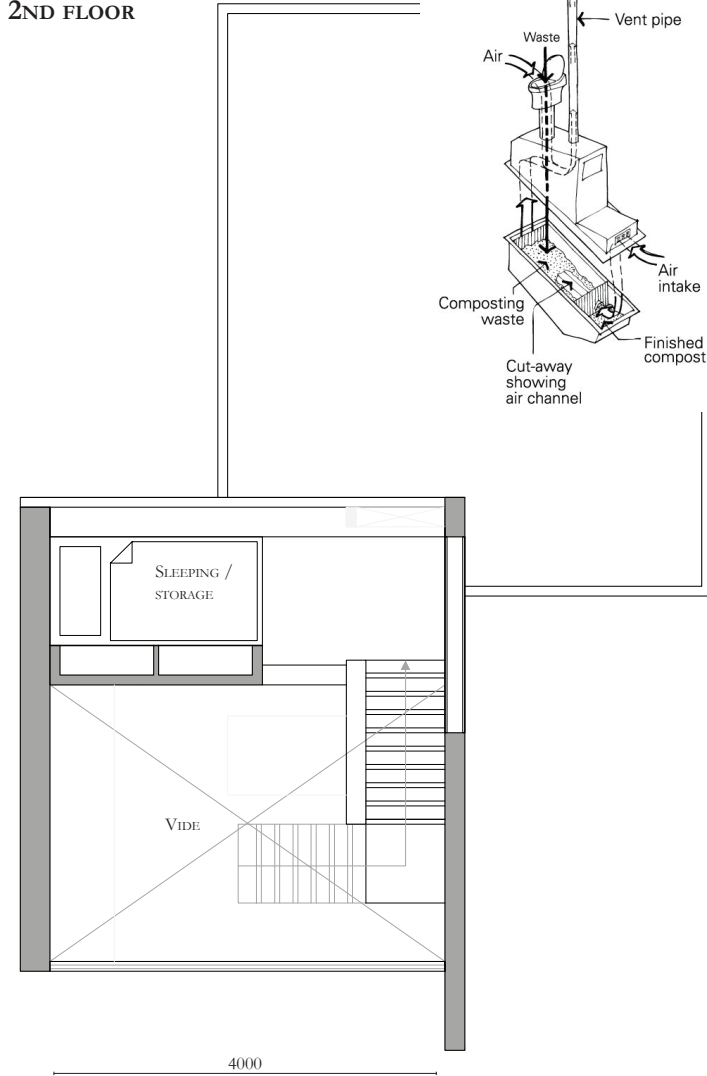 2ND FLOOR
Vent pipe
Waste
Air
Air
intake
Composting
waste
Finished
compost
Cut-away
showing
air channel
SLEEPING /
STORAGE
VIDE
4000